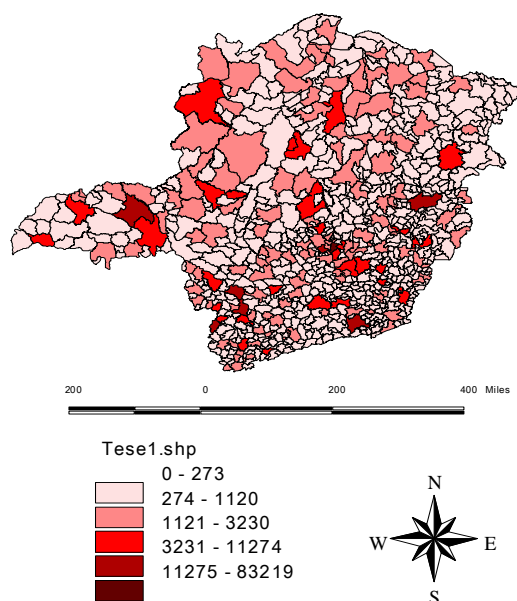 200 0 200 400 Miles
Tese1.shp
0 - 273
274 - 1120
1121 - 3230
3231 - 11274
11275 - 83219
N
W E
S